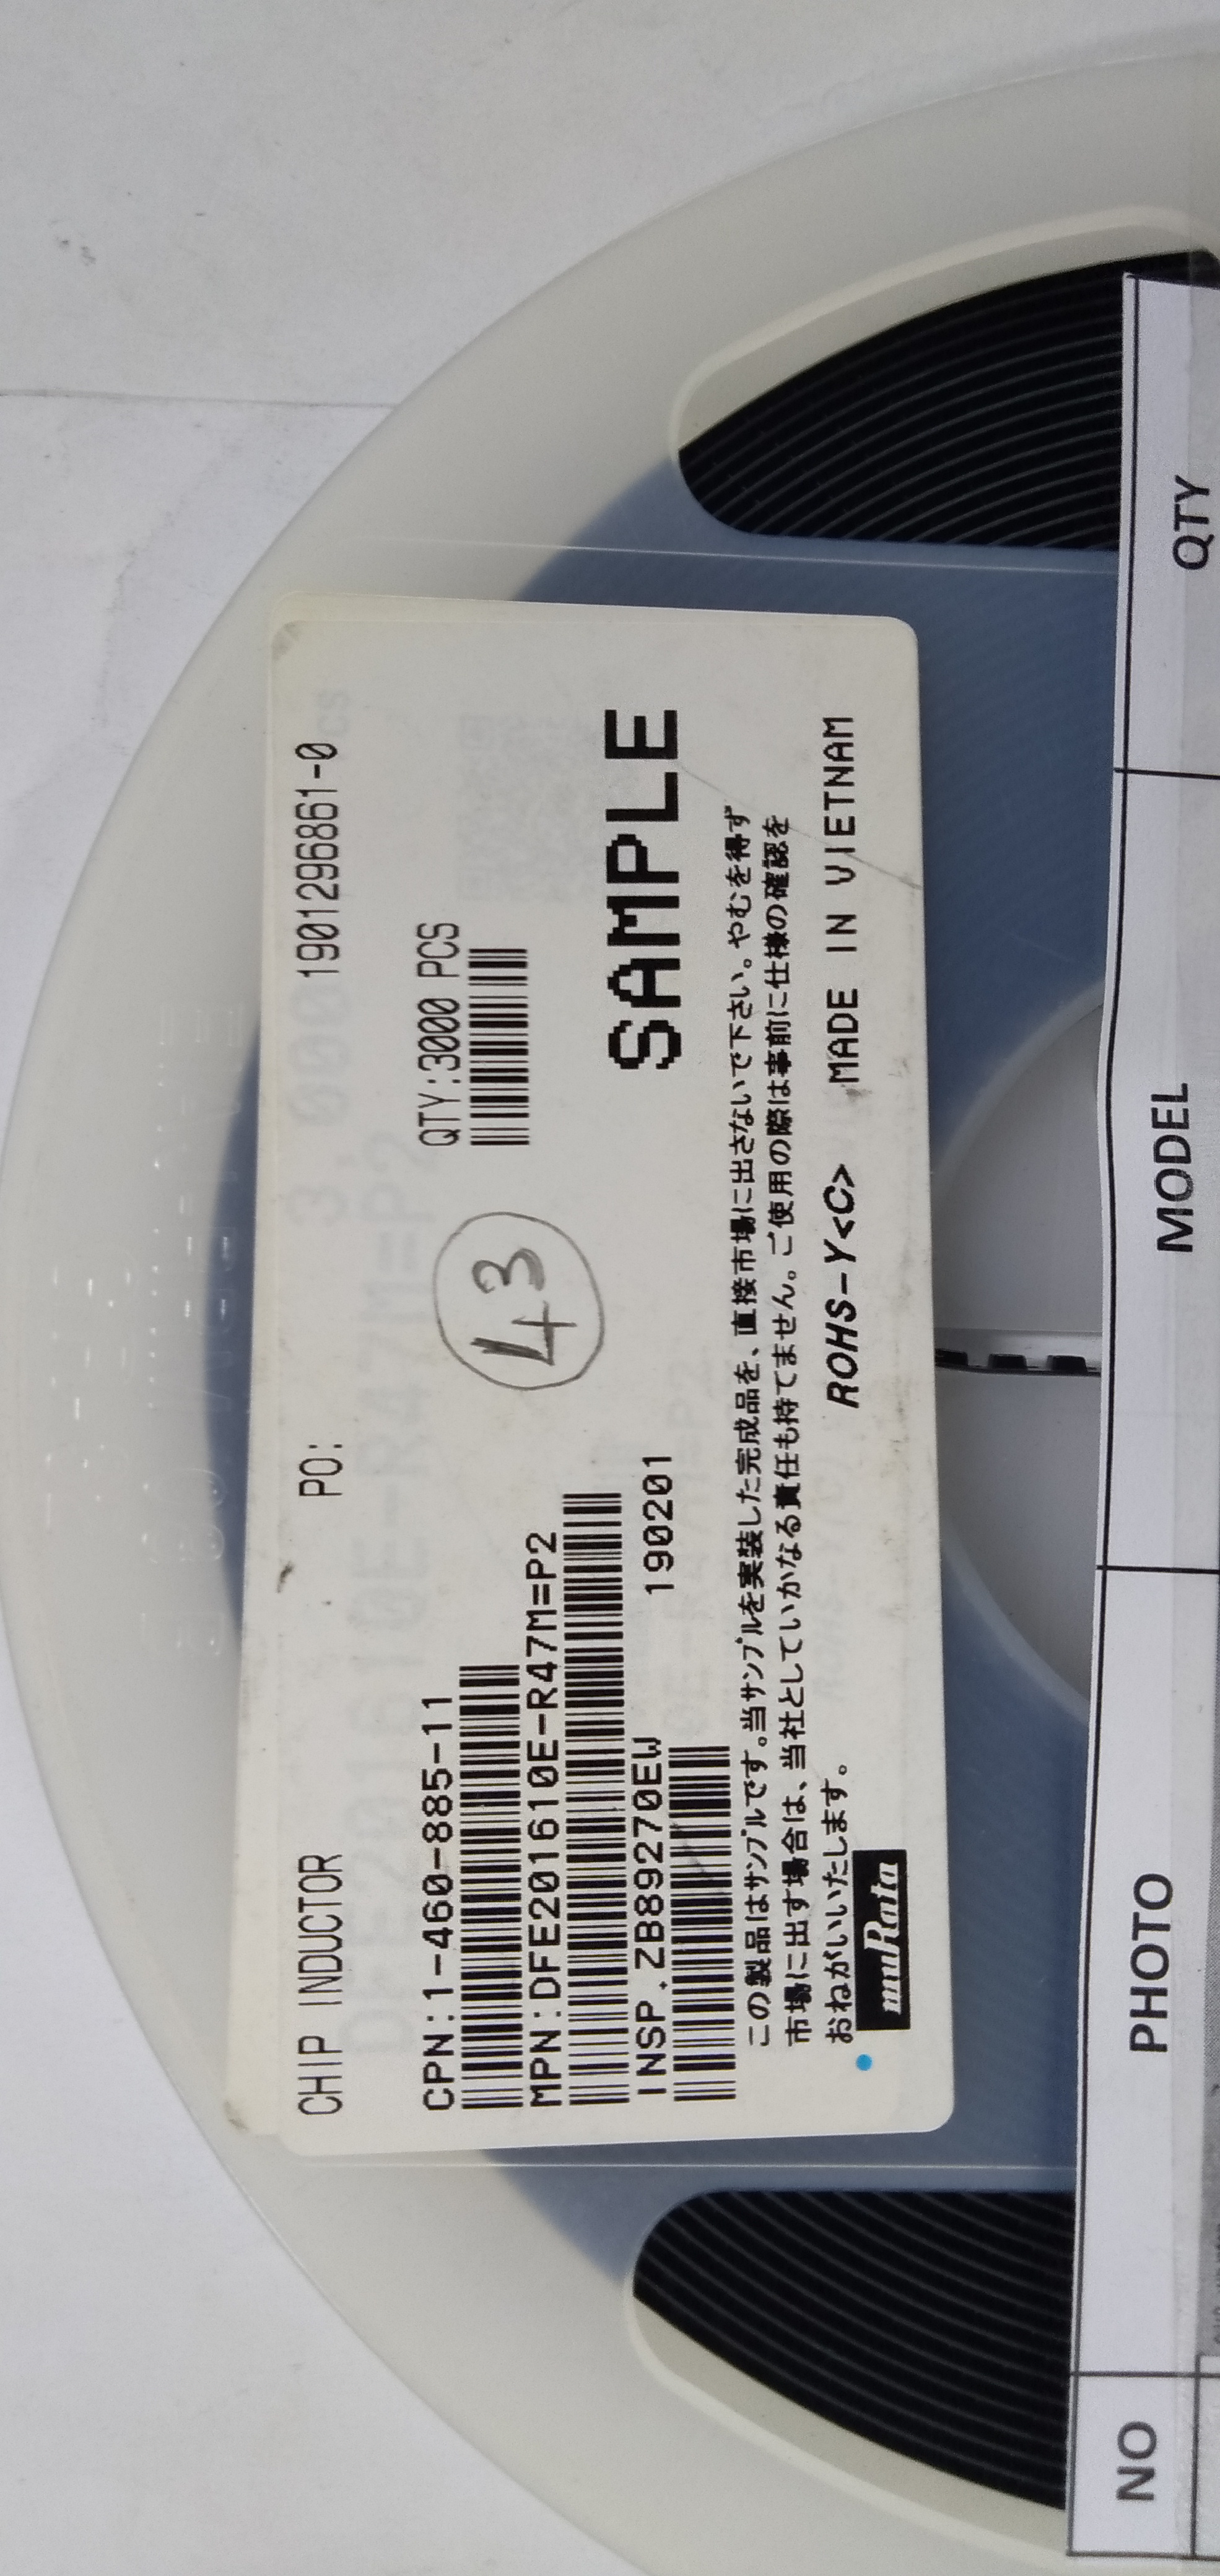 CHIP INDUCTOR PO: 1901296861-0
CPN:1-460-885-11 QTY:3000 PCS
MPN:DFE201610E-R47M=P2
43
INSP.ZB89270EW 190201 SAMPLE
この製品はサンプルです。当サンプルを実装した完成品を、直接市場に出さないで下さい。やむを得ず
市場に出す場合は、当社としていかなる責任も持てません。ご使用の際は事前に仕様の確認を
おねがいいたします。
muRata ROHS-Y<C> MADE IN VIETNAM
NO PHOTO MODEL QTY